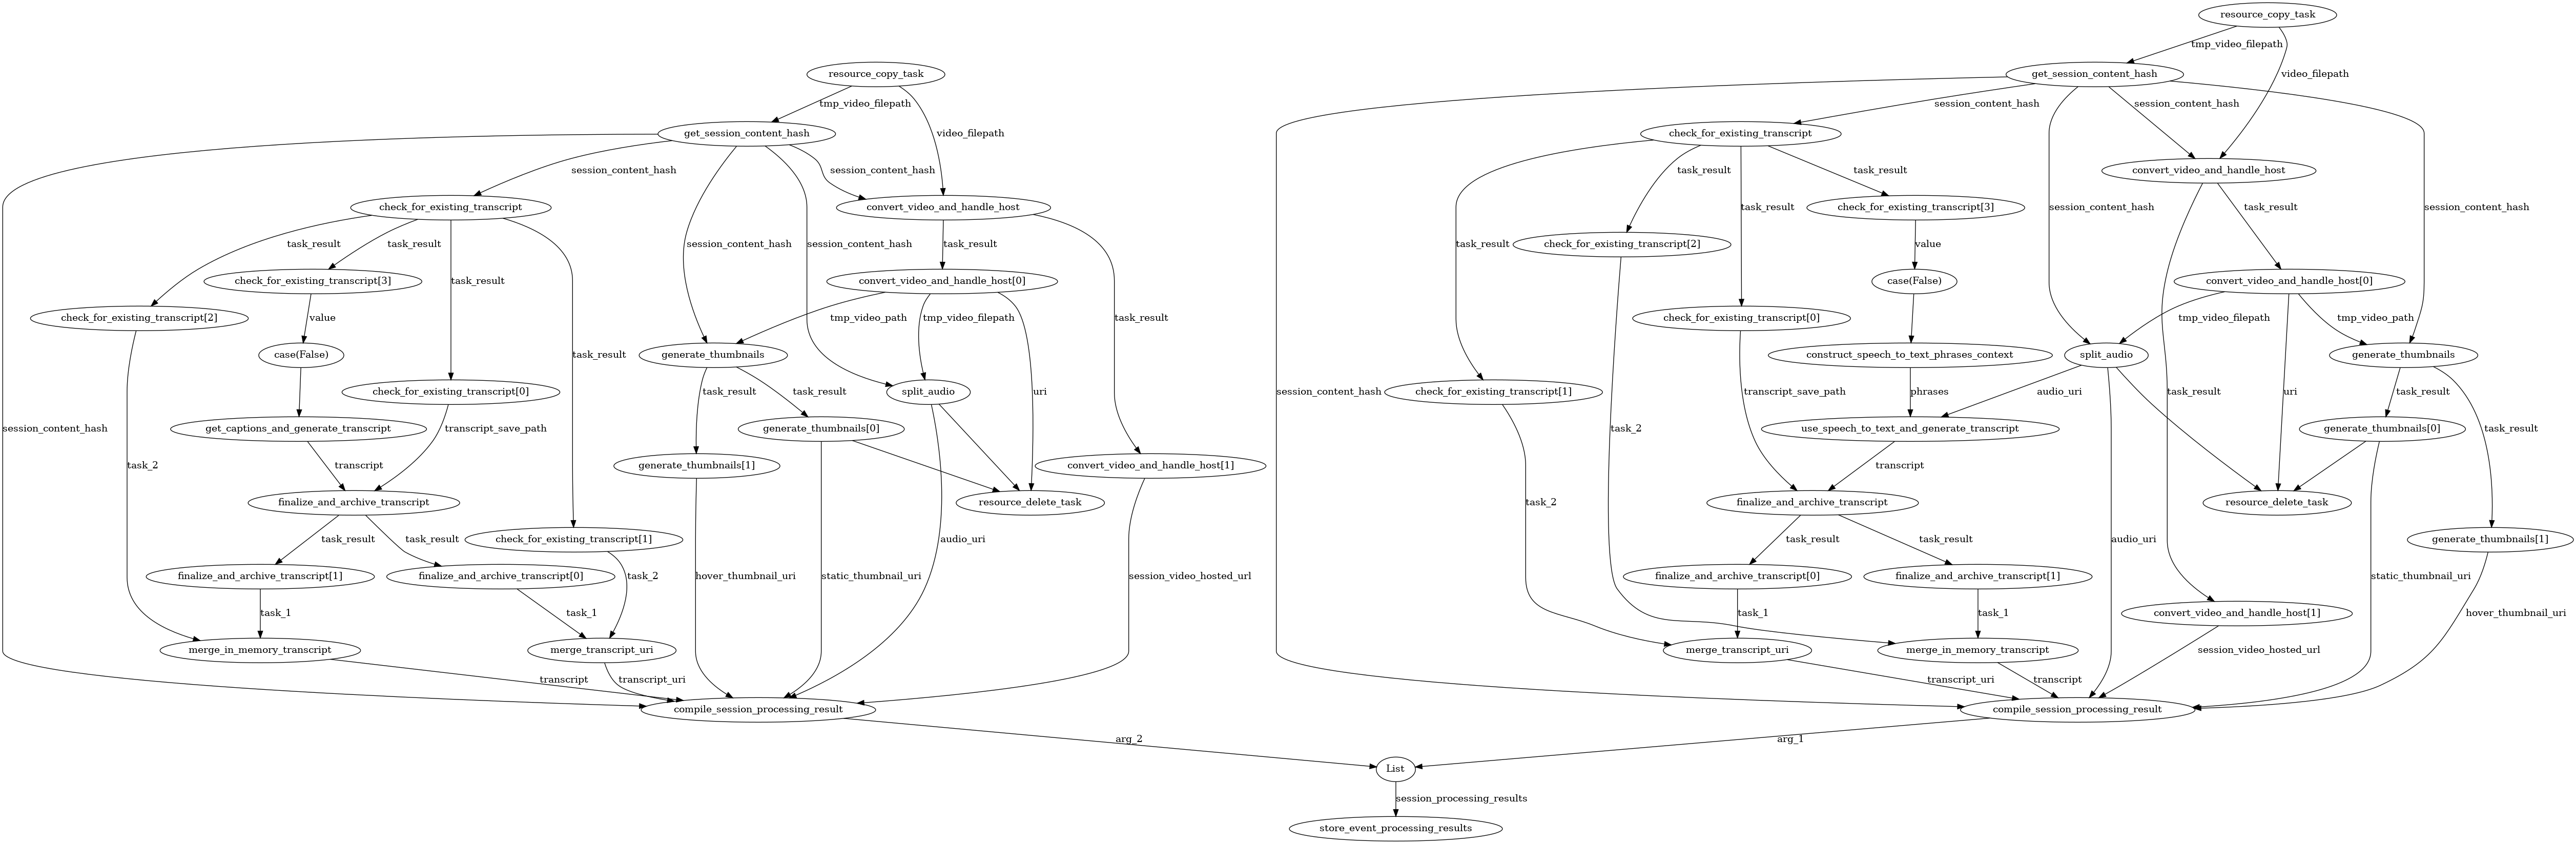 resource_copy_task
tmp_video_filepath
resource_copy_task
get_session_content_hash
video_filepath
tmp_video_filepath
session_content_hash
session_content_hash
get_session_content_hash
video_filepath
check_for_existing_transcript
session_content_hash
session_content_hash
task_result
task_result
convert_video_and_handle_host
check_for_existing_transcript
convert_video_and_handle_host
task_result
check_for_existing_transcript[3]
session_content_hash
task_result
session_content_hash
task_result
task_result
session_content_hash
session_content_hash
task_result
task_result
check_for_existing_transcript[2]
value
check_for_existing_transcript[3]
task_result
convert_video_and_handle_host[0]
case(False)
convert_video_and_handle_host[0]
check_for_existing_transcript[2]
value
tmp_video_path
tmp_video_filepath
task_result
check_for_existing_transcript[0]
tmp_video_filepath
tmp_video_path
case(False)
task_result
generate_thumbnails
construct_speech_to_text_phrases_context
split_audio
generate_thumbnails
check_for_existing_transcript[0]
task_result
task_result
split_audio
uri
session_content_hash
check_for_existing_transcript[1]
transcript_save_path
phrases
audio_uri
task_result
uri
task_result
session_content_hash
get_captions_and_generate_transcript
transcript_save_path
generate_thumbnails[0]
task_2
use_speech_to_text_and_generate_transcript
generate_thumbnails[0]
task_result
task_2
transcript
generate_thumbnails[1]
convert_video_and_handle_host[1]
transcript
finalize_and_archive_transcript
resource_delete_task
task_2
finalize_and_archive_transcript
resource_delete_task
task_result
task_result
check_for_existing_transcript[1]
audio_uri
task_result
task_result
audio_uri
generate_thumbnails[1]
finalize_and_archive_transcript[1]
finalize_and_archive_transcript[0]
task_2
hover_thumbnail_uri
static_thumbnail_uri
session_video_hosted_url
finalize_and_archive_transcript[0]
finalize_and_archive_transcript[1]
static_thumbnail_uri
task_1
task_1
task_1
task_1
convert_video_and_handle_host[1]
hover_thumbnail_uri
merge_in_memory_transcript
merge_transcript_uri
merge_transcript_uri
merge_in_memory_transcript
session_video_hosted_url
transcript
transcript_uri
transcript_uri
transcript
compile_session_processing_result
compile_session_processing_result
arg_2
arg_1
List
session_processing_results
store_event_processing_results